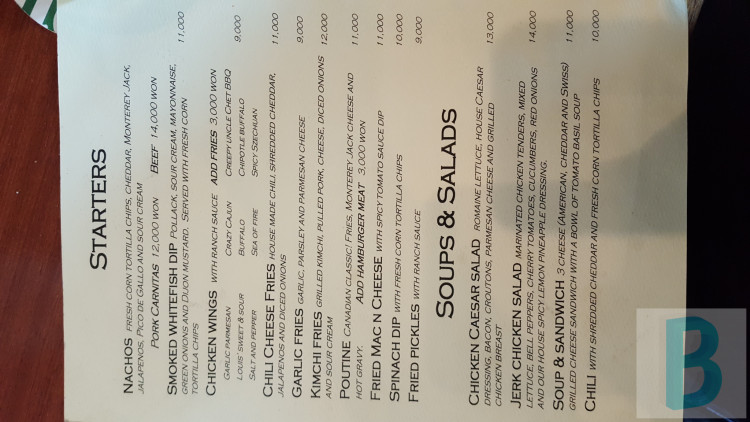 STARTERS
NACHOS FRESH CORN TORTILLA CHIPS, CHEDDAR, MONTEREY JACK,
JALAPENOS, PICO DE GALLO AND SOUR CREAM
PORK CARNITAS 12,000 WON BEEF 14,000 WON
SMOKED WHITEFISH DIP POLLACK, SOUR CREAM, MAYONNAISE, 11,000
GREEN ONIONS AND DIJON MUSTARD. SERVED WITH FRESH CORN
TORTILLA CHIPS
CHICKEN WINGS WITH RANCH SAUCE ADD FRIES 3,000 WON
GARLIC PARMESAN CRAZY CAJUN CREEPY UNCLE CHET BBQ 9,000
LOUIS' SWEET & SOUR BUFFALO CHIPOTLE BUFFALO
SALT AND PEPPER SEA OF FIRE SPICY SZECHUAN
CHILI CHEESE FRIES HOUSE MADE CHILI SHREDDED CHEDDAR, 11,000
JALAPENOS AND DICED ONIONS
GARLIC FRIES GARLIC, PARSLEY AND PARMESAN CHEESE 9,000
KIMCHI FRIES GRILLED KIMCHI, PULLED PORK, CHEESE, DICED ONIONS 12,000
AND SOUR CREAM
POUTINE CANADIAN CLASSIC! FRIES, MONTEREY JACK CHEESE AND 11,000
HOT GRAVY. ADD HAMBURGER MEAT 3,000 WON
FRIED MAC N CHEESE WITH SPICY TOMATO SAUCE DIP 11,000
SPINACH DIP WITH FRESH CORN TORTILLA CHIPS 10,000
FRIED PICKLES WITH RANCH SAUCE 9,000
SOUPS & SALADS
CHICKEN CAESAR SALAD ROMAINE LETTUCE, HOUSE CAESAR 13,000
DRESSING, BACON, CROUTONS, PARMESAN CHEESE AND GRILLED
CHICKEN BREAST
JERK CHICKEN SALAD MARINATED CHICKEN TENDERS, MIXED 14,000
LETTUCE, BELL PEPPERS, CHERRY TOMATOES, CUCUMBERS, RED ONIONS
AND OUR HOUSE SPICY LEMON PINEAPPLE DRESSING.
SOUP & SANDWICH 3 CHEESE (AMERICAN, CHEDDAR AND SWISS) 11,000
GRILLED CHEESE SANDWICH WITH A BOWL OF TOMATO BASIL SOUP
CHILI WITH SHREDDED CHEDDAR AND FRESH CORN TORTILLA CHIPS 10,000
B